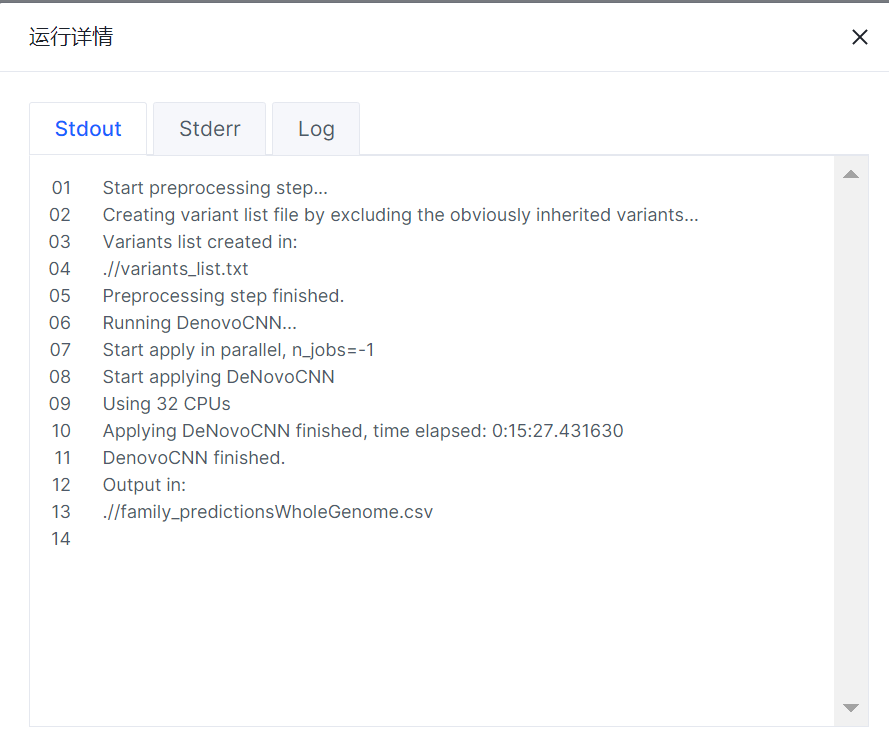 运行详情
Stdout Stderr Log
01 Start preprocessing step...
02 Creating variant list file by excluding the obviously inherited variants...
03 Variants list created in:
04 .//variants_list.txt
05 Preprocessing step finished.
06 Running DenovoCNN...
07 Start apply in parallel, n_jobs=-1
08 Start applying DeNovoCNN
09 Using 32 CPUs
10 Applying DeNovoCNN finished, time elapsed: 0:15:27.431630
11 DenovoCNN finished.
12 Output in:
13 .//family_predictionsWholeGenome.csv
14